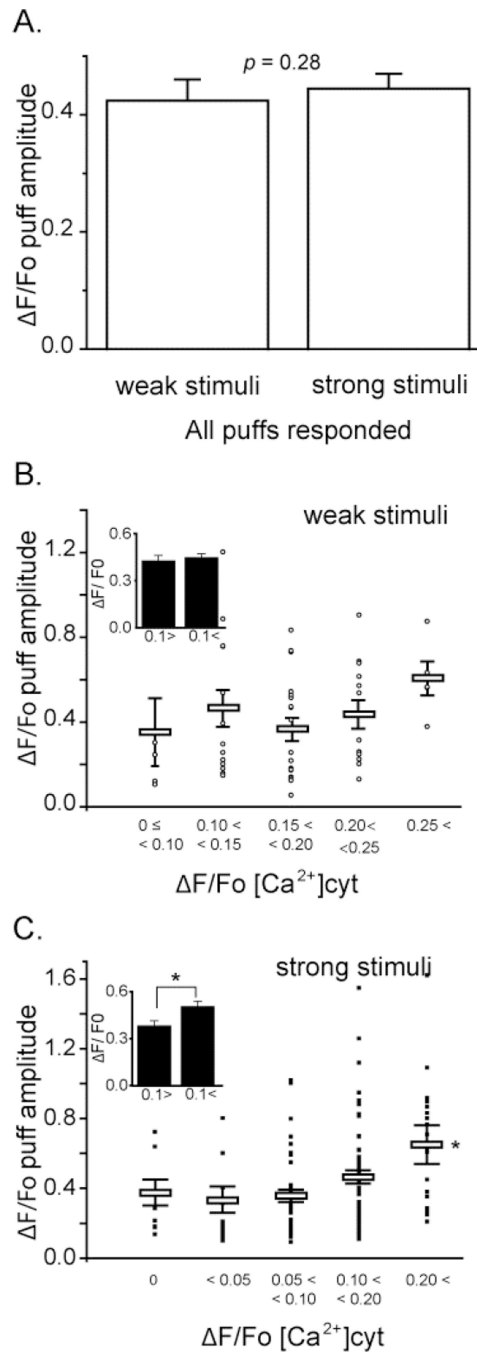 A.
p = 0.28
ΔF/Fo puff amplitude
0.4
0.2
0.0
weak stimuli strong stimuli
All puffs responded
B.
weak stimuli
ΔF/Fo puff amplitude
1.2
0.8
0.4
0.0
ΔF/ F0
0.6
0.3
0.0
0.1> 0.1<
0 ≤ 0.10 < 0.15 < 0.20< 0.25 <
< 0.10 < 0.15 < 0.20 <0.25
ΔF/Fo [Ca2+]cyt
C.
strong stimuli
ΔF/Fo puff amplitude
1.6
1.2
0.8
0.4
0.0
ΔF/ F0
0.6
0.3
0.0
*
0.1> 0.1<
*
0 < 0.05 0.05 < 0.10 < 0.20 <
< 0.10 < 0.20
ΔF/Fo [Ca2+]cyt